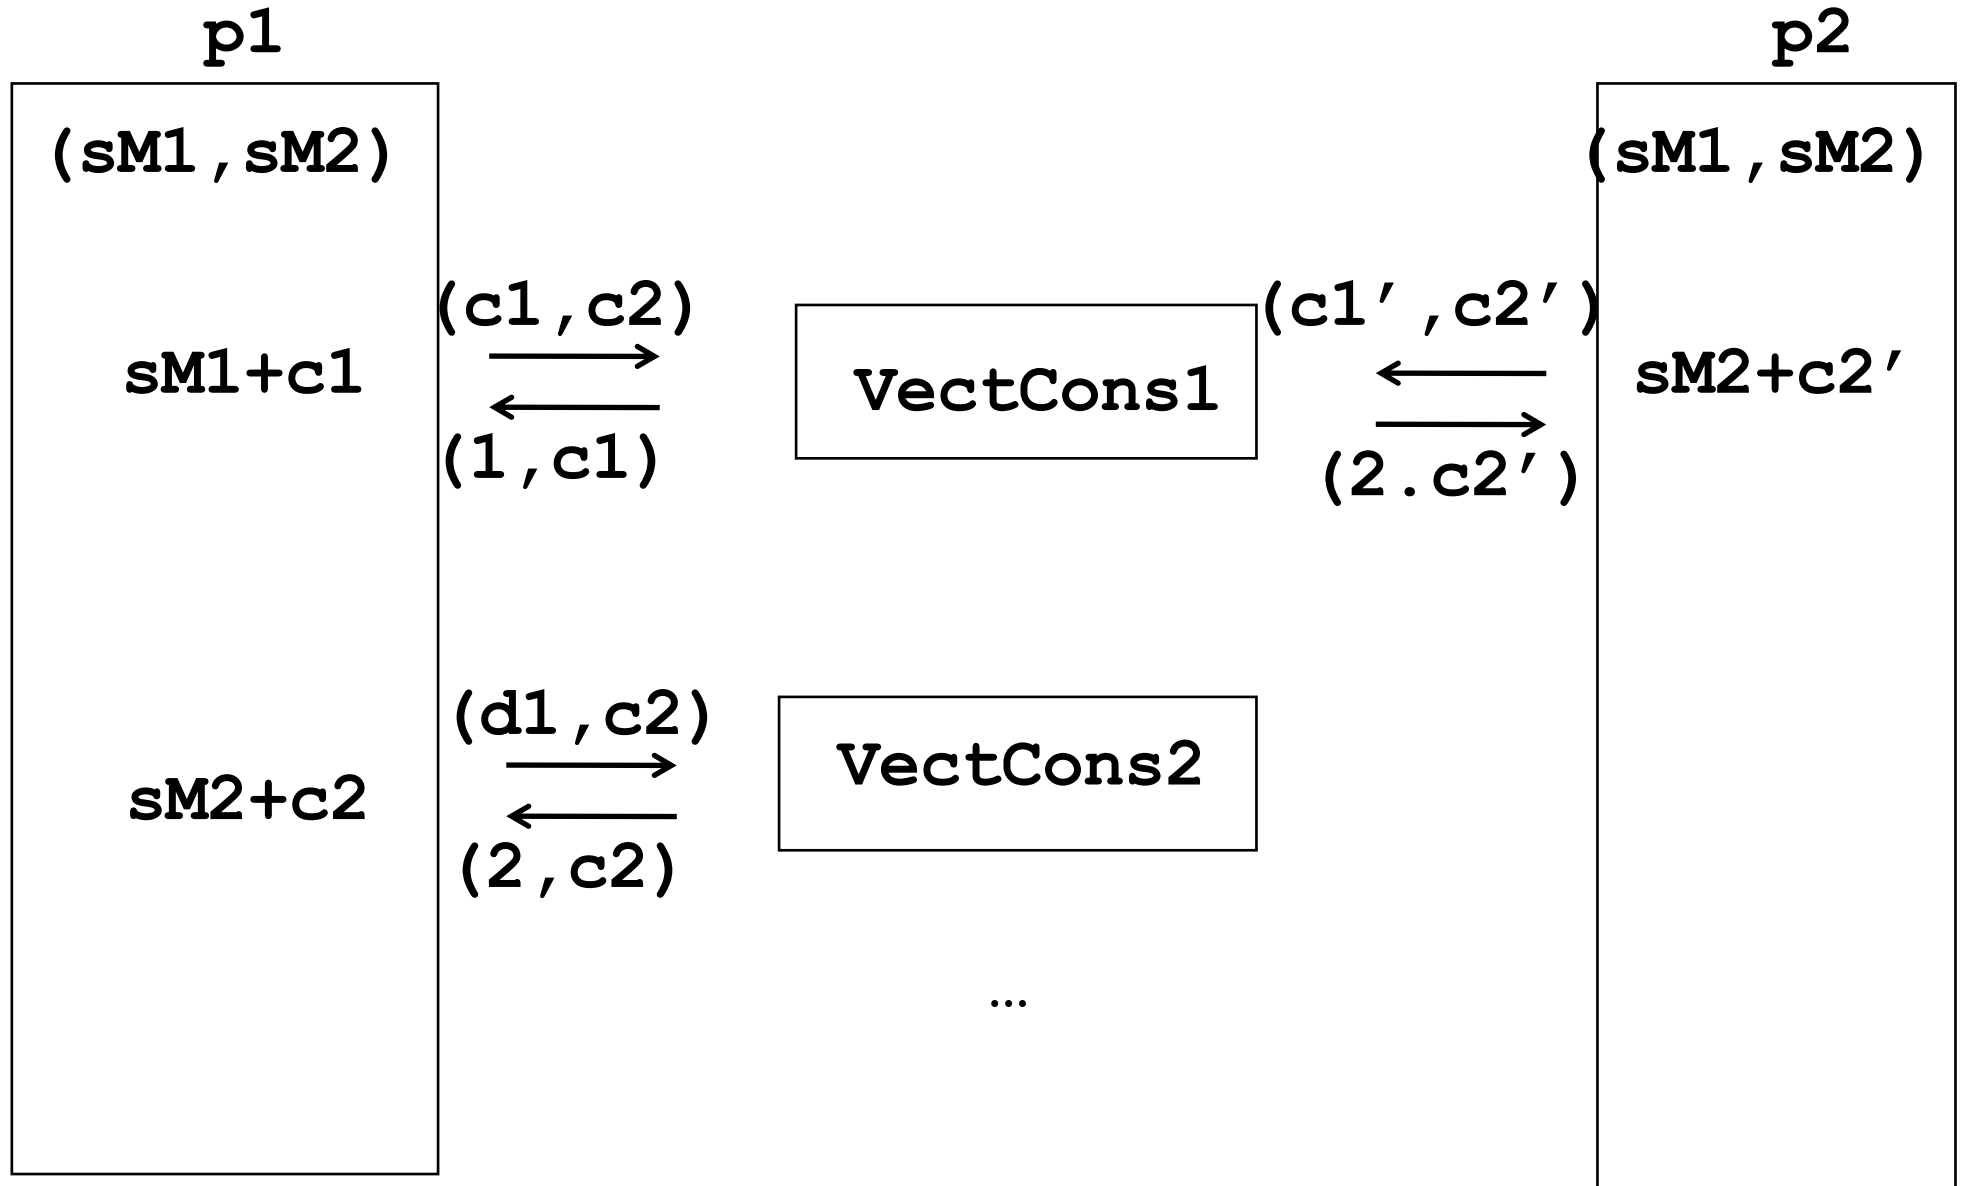 p1
p2
(sM1,sM2)
(sM1,sM2)
(c1,c2)
(c1′,c2′)
sM1+c1
VectCons1
sM2+c2′
(1,c1)
(2.c2′)
(d1,c2)
VectCons2
sM2+c2
(2,c2)
…